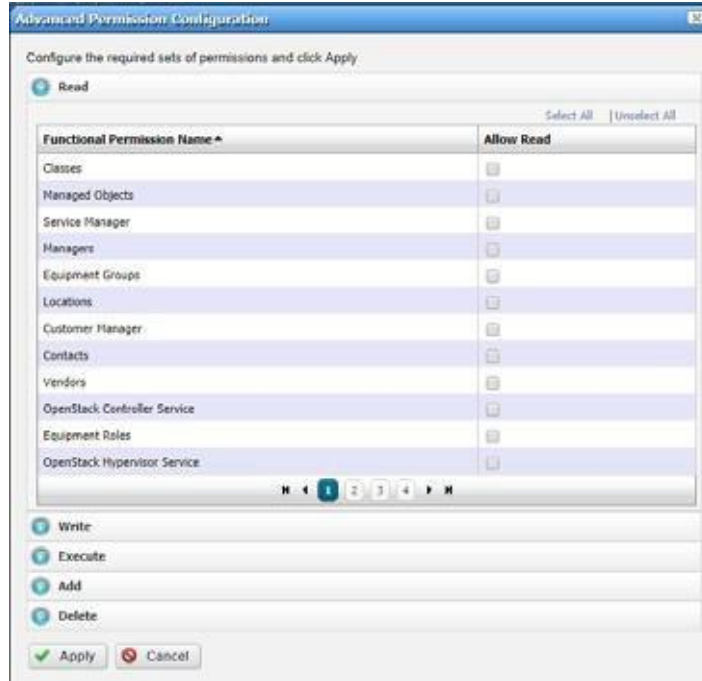 Advanced Permission Configuration
Configure the required sets of permissions and click Apply
Read
Select All | Unselect All
Functional Permission Name Allow Read
Classes
Managed Objects
Service Manager
Managers
Equipment Groups
Locations
Customer Manager
Contacts
Vendors
OpenStack Controller Service
Equipment Roles
OpenStack Hypervisor Service
1 2 3 4
Write
Execute
Add
Delete
Apply Cancel